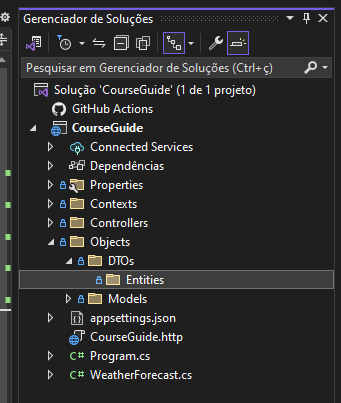 Gerenciador de Soluções
Pesquisar em Gerenciador de Soluções (Ctrl+ç)
Solução 'CourseGuide' (1 de 1 projeto)
GitHub Actions
CourseGuide
Connected Services
Dependências
Properties
Contexts
Controllers
Objects
DTOs
Entities
Models
appsettings.json
CourseGuide.http
C# Program.cs
C# WeatherForecast.cs